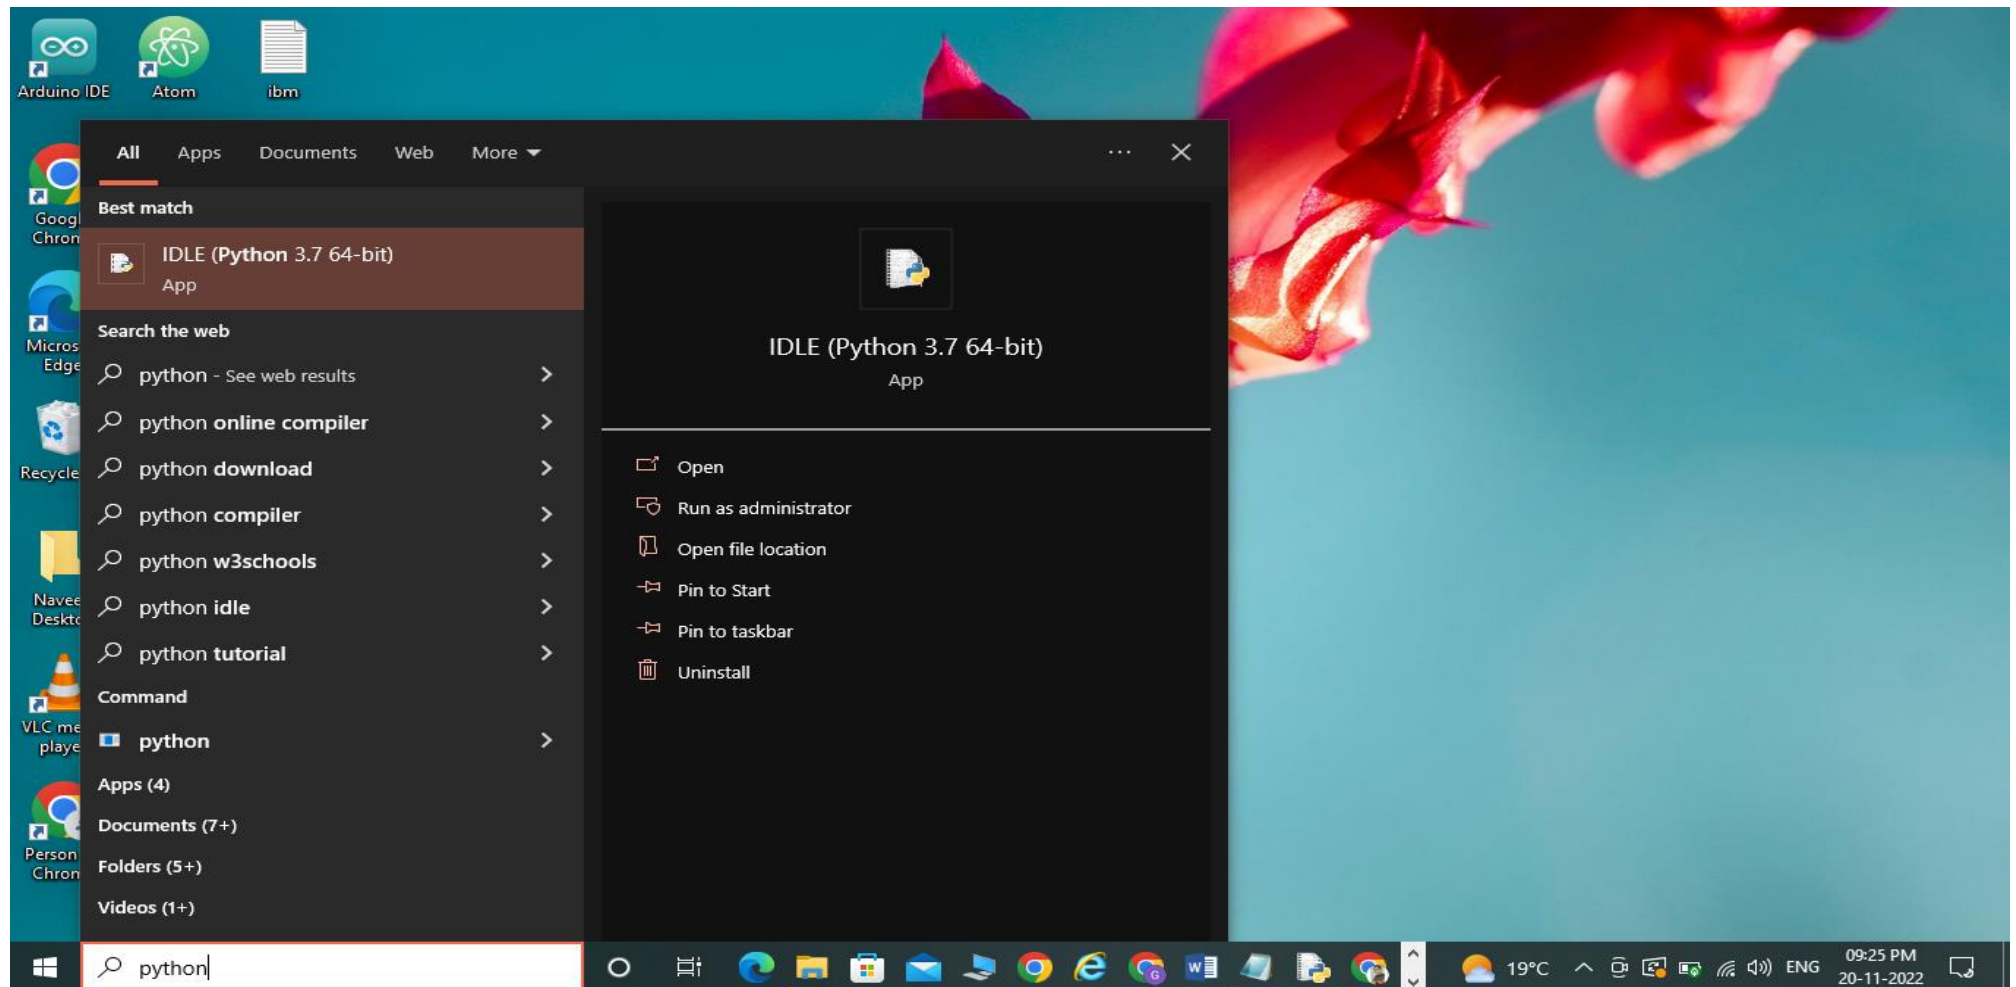 Arduino IDE
Atom
ibm
Googl
Chron
Micros
Edge
Recycle
Navee
Deskto
VLC me
playe
Person
Chron
All
Apps
Documents
Web
More
Best match
IDLE (Python 3.7 64-bit)
App
Search the web
python - See web results
python online compiler
python download
python compiler
python w3schools
python idle
python tutorial
Command
python
Apps (4)
Documents (7+)
Folders (5+)
Videos (1+)
IDLE (Python 3.7 64-bit)
App
Open
Run as administrator
Open file location
Pin to Start
Pin to taskbar
Uninstall
python
19°C
ENG
09:25 PM
20-11-2022